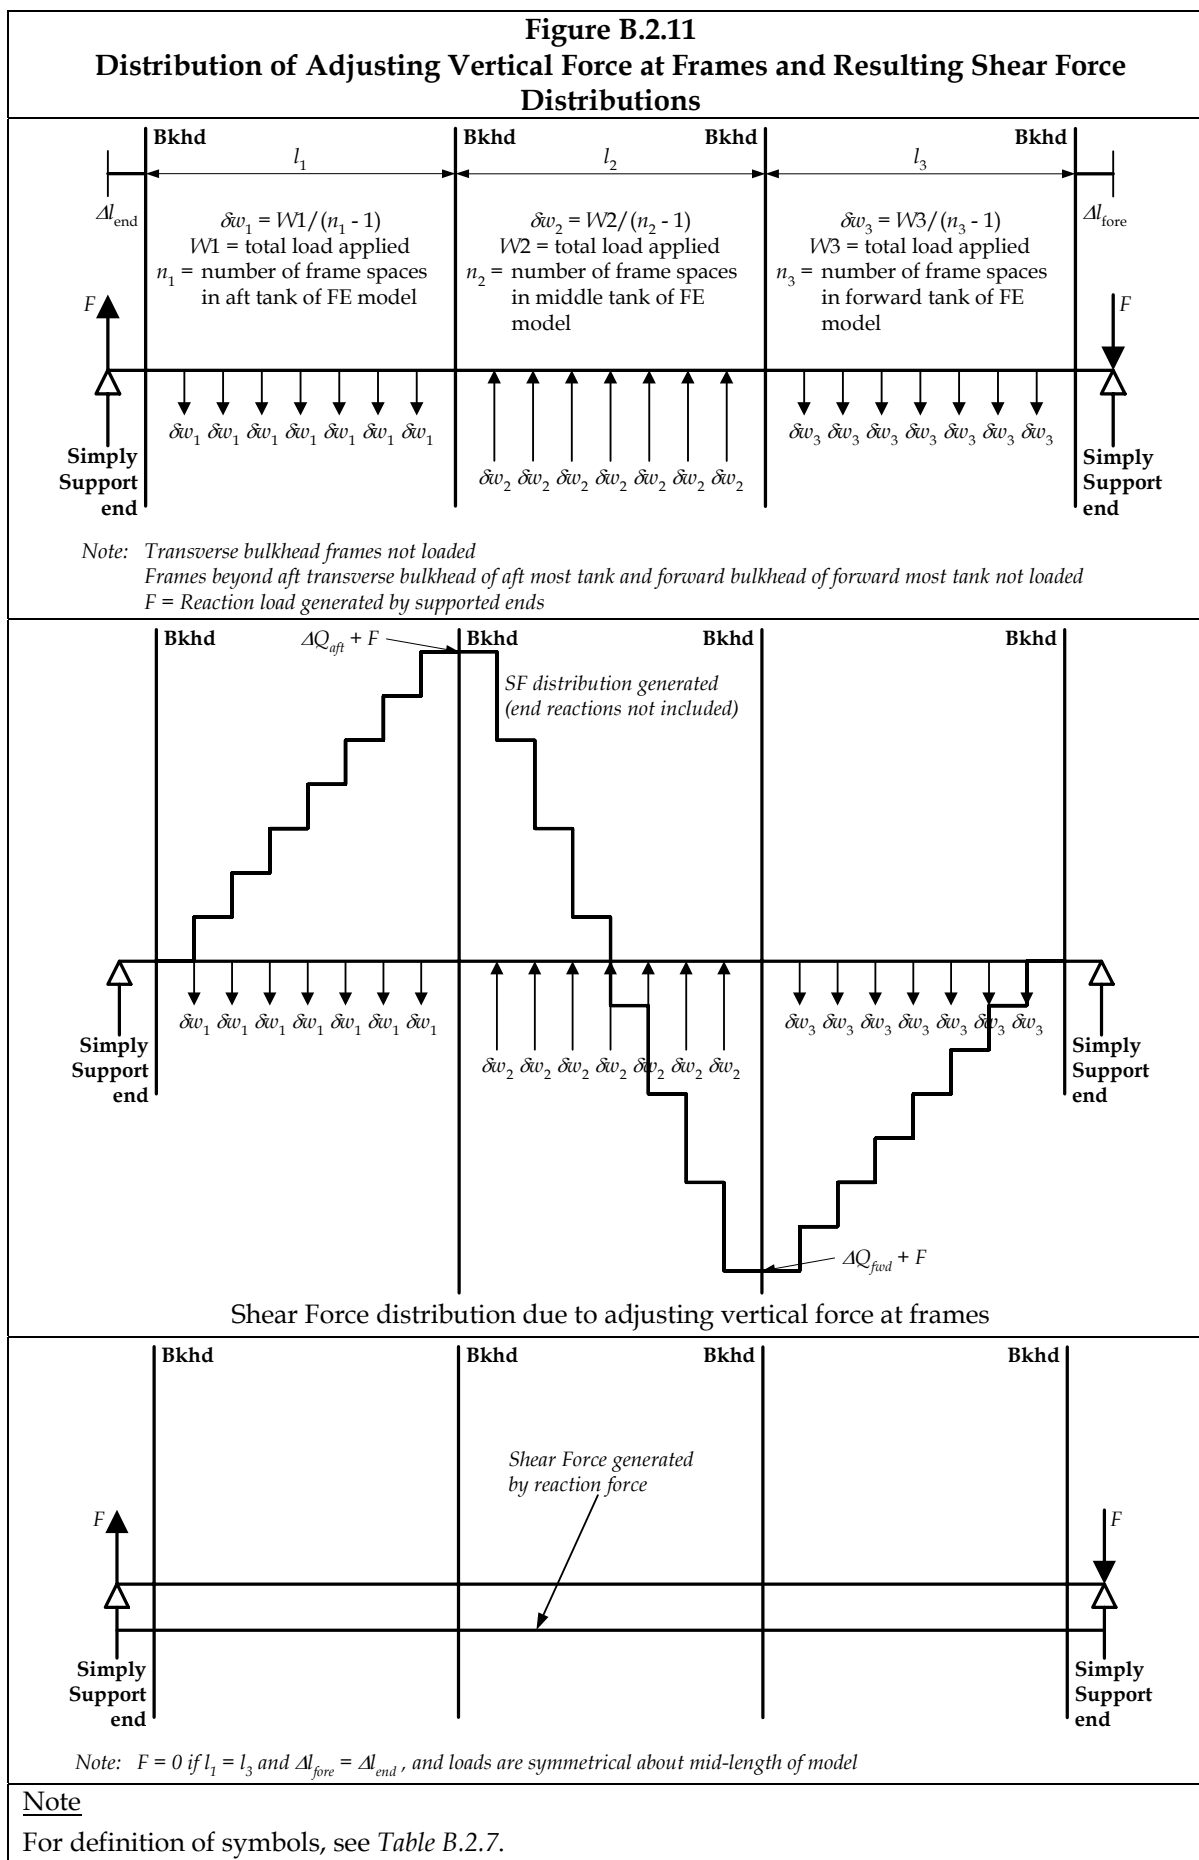 Figure B.2.11
Distribution of Adjusting Vertical Force at Frames and Resulting Shear Force
Distributions
Bkhd Bkhd Bkhd Bkhd
l1 l2 l3
Δlend Δlfore
δw1 = W1/(n1 - 1)
W1 = total load applied
n1 = number of frame spaces
in aft tank of FE model
δw2 = W2/(n2 - 1)
W2 = total load applied
n2 = number of frame spaces
in middle tank of FE
model
δw3 = W3/(n3 - 1)
W3 = total load applied
n3 = number of frame spaces
in forward tank of FE
model
F F
δw1 δw1 δw1 δw1 δw1 δw1 δw1
δw2 δw2 δw2 δw2 δw2 δw2 δw2
δw3 δw3 δw3 δw3 δw3 δw3 δw3
Simply
Support
end
Simply
Support
end
Note: Transverse bulkhead frames not loaded
Frames beyond aft transverse bulkhead of aft most tank and forward bulkhead of forward most tank not loaded
F = Reaction load generated by supported ends
Bkhd Bkhd Bkhd Bkhd
ΔQaft + F
SF distribution generated
(end reactions not included)
δw1 δw1 δw1 δw1 δw1 δw1 δw1
δw2 δw2 δw2 δw2 δw2 δw2 δw2
δw3 δw3 δw3 δw3 δw3 δw3 δw3
Simply
Support
end
Simply
Support
end
ΔQfwd + F
Shear Force distribution due to adjusting vertical force at frames
Bkhd Bkhd Bkhd Bkhd
Shear Force generated
by reaction force
F F
Simply
Support
end
Simply
Support
end
Note: F = 0 if l1 = l3 and Δlfore = Δlend , and loads are symmetrical about mid-length of model
Note
For definition of symbols, see Table B.2.7.